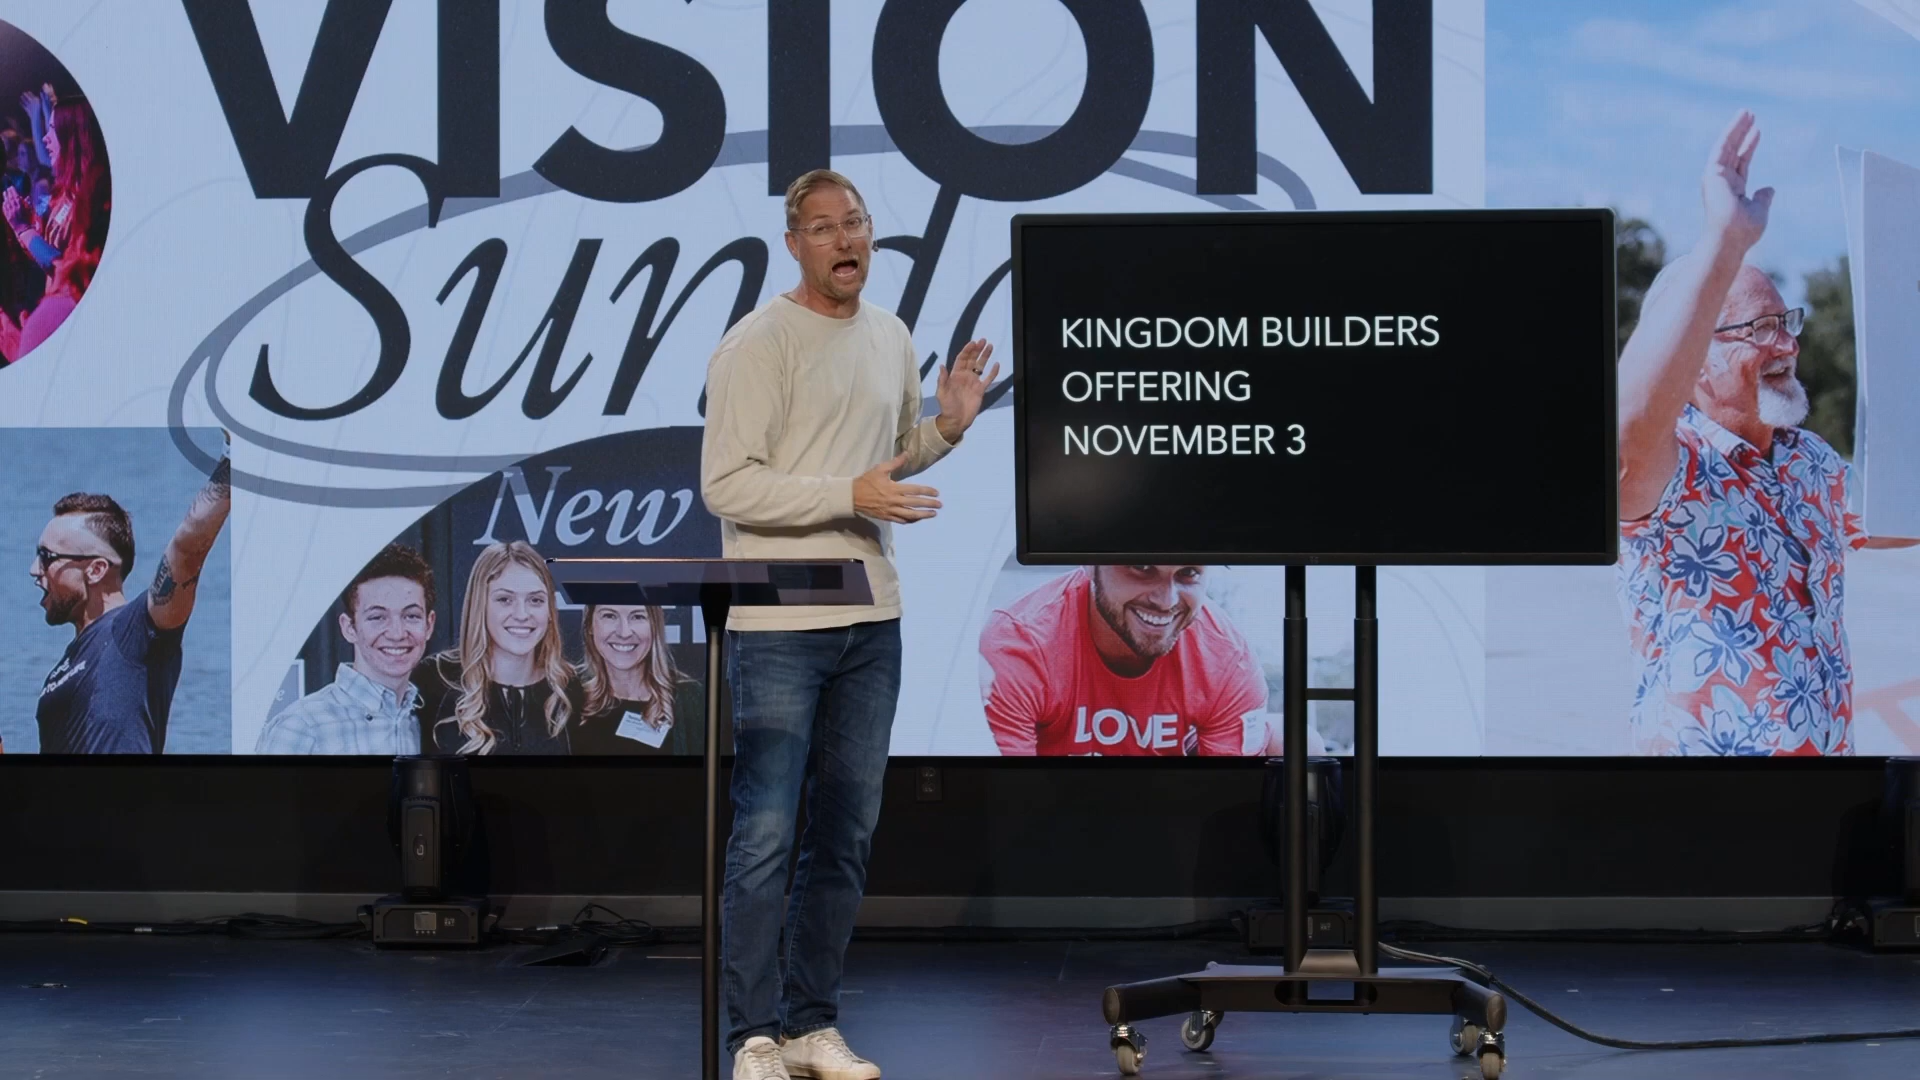 VISION
Sund
KINGDOM BUILDERS
OFFERING
NOVEMBER 3
New
LOVE